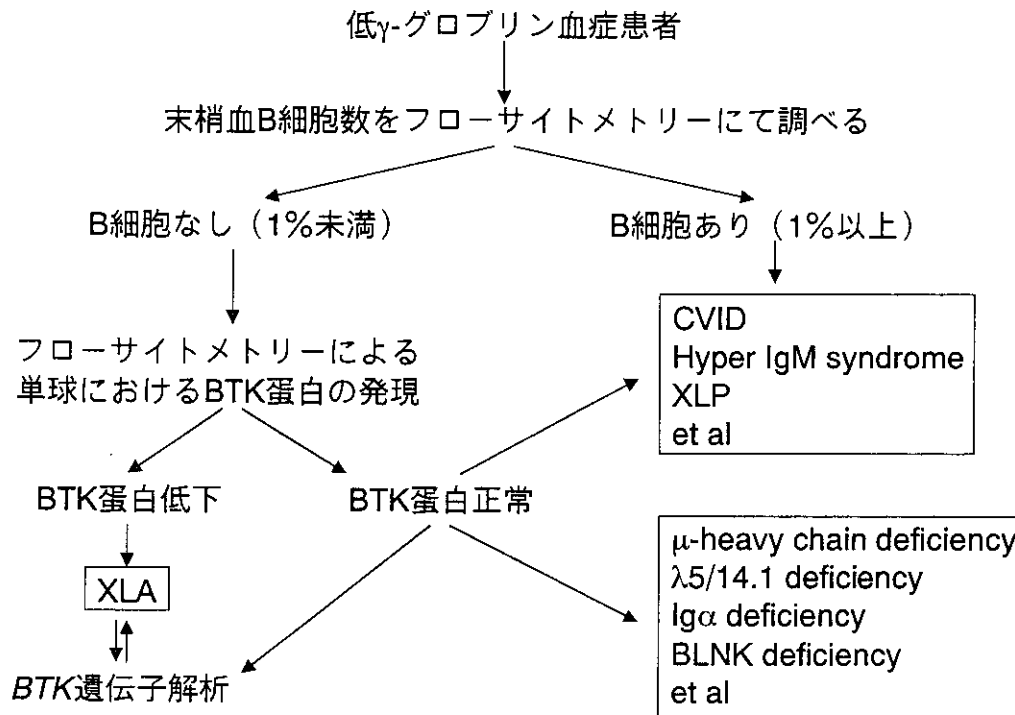 低γ-グロブリン血症患者
末梢血B細胞数をフローサイトメトリーにて調べる
B細胞なし（1％未満）
B細胞あり（1％以上）
CVID
Hyper IgM syndrome
XLP
et al
フローサイトメトリーによる
単球におけるBTK蛋白の発現
BTK蛋白低下
BTK蛋白正常
XLA
BTK遺伝子解析
μ-heavy chain deficiency
λ5/14.1 deficiency
Igα deficiency
BLNK deficiency
et al